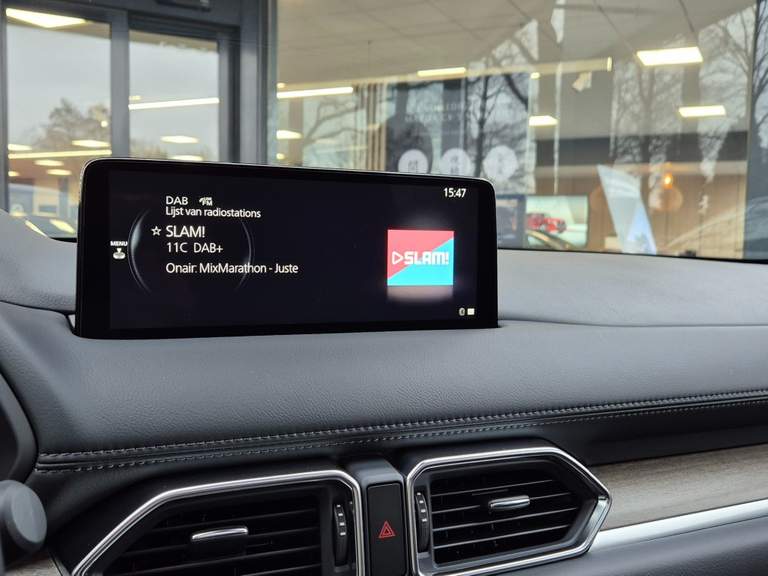 DAB
15:47
Lijst van radiostations
☆ SLAM!
MENU
11C DAB+
SLAM!
Onair: MixMarathon - Juste